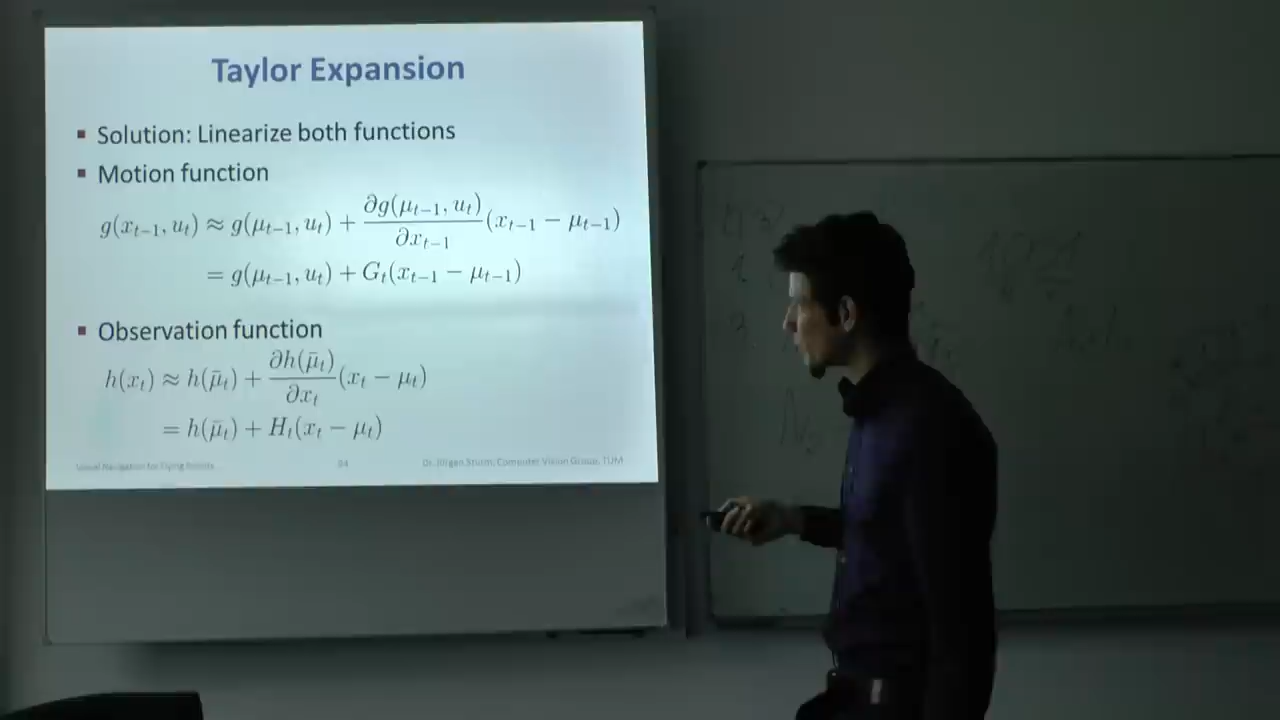 Taylor Expansion
▪ Solution: Linearize both functions
▪ Motion function
g(x_{t−1}, u_t) ≈ g(μ_{t−1}, u_t) + ∂g(μ_{t−1}, u_t)/∂x_{t−1} (x_{t−1} − μ_{t−1})
= g(μ_{t−1}, u_t) + G_t(x_{t−1} − μ_{t−1})
▪ Observation function
h(x_t) ≈ h(μ̄_t) + ∂h(μ̄_t)/∂x_t (x_t − μ_t)
= h(μ̄_t) + H_t(x_t − μ_t)
Visual Navigation for Flying Robots
Dr. Jürgen Sturm, Computer Vision Group, TUM